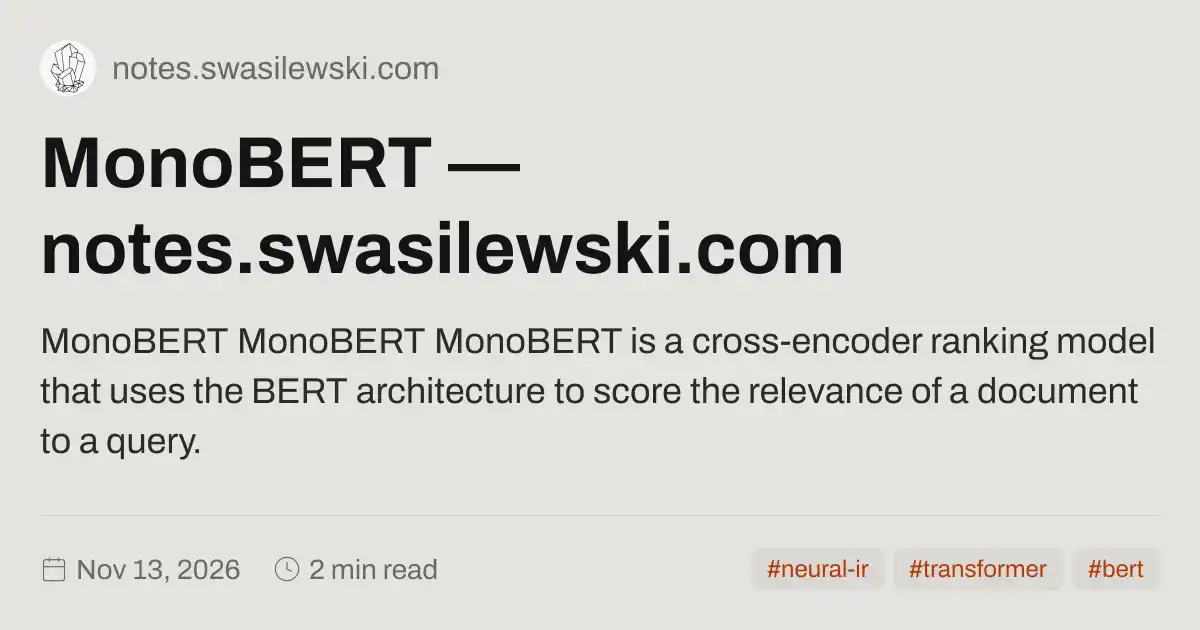 notes.swasilewski.com
MonoBERT —
notes.swasilewski.com
MonoBERT MonoBERT MonoBERT is a cross-encoder ranking model
that uses the BERT architecture to score the relevance of a document
to a query.
Nov 13, 2026 2 min read #neural-ir #transformer #bert